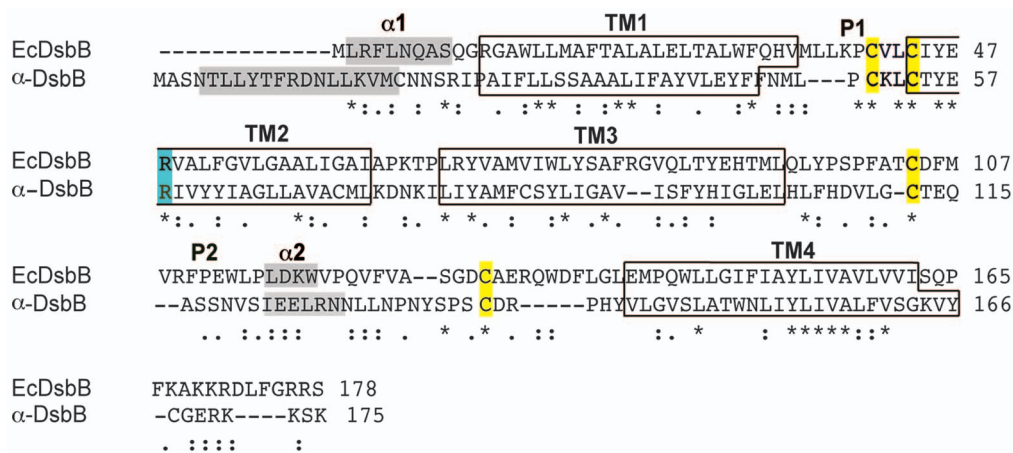 α1 TM1 P1
EcDsbB -------------MLRFLNQASQGRGAWLLMAFTALALELTALWFQHVMLLKPCVLCIYE 47
α-DsbB MASNTLLYTFRDNLLKVMCNNSRIPAIFLLSSAAALIFAYVLEYFFNML---PCKLCTYE 57
*:.:. *: . :**: .:** . *: .::: ** ** **
TM2 TM3
EcDsbB RVALFGVLGAALIGAIAPKTPLRYVAMVIWLYSAFRGVQLTYEHTMLQLYPSPFATCDFM 107
α-DsbB RIVYYIAGLLAVACMLKDNKILIYAMFCSYLIGAV--ISFYHIGLELHLFHDVLG-CTEQ 115
*:. :. *: . : * *. . :* :*. :. : : *: . : *
P2 α2 TM4
EcDsbB VRFPEWLPLDKWVPQVFVA--SGDCAERQWDFLGLEMPQWLLGIFIAYLIVAVLVVISQP 165
α-DsbB --ASSNVSIEELRNNLLNPNYSPSCDR-----PHYVLGVSLATWNLIYLIVALFVSGKVY 166
.. :.::: ::: . * * . :: : . * : *****::*
EcDsbB FKAKKRDLFGRRS 178
α-DsbB -CGERK----KSK 175
. :::: :